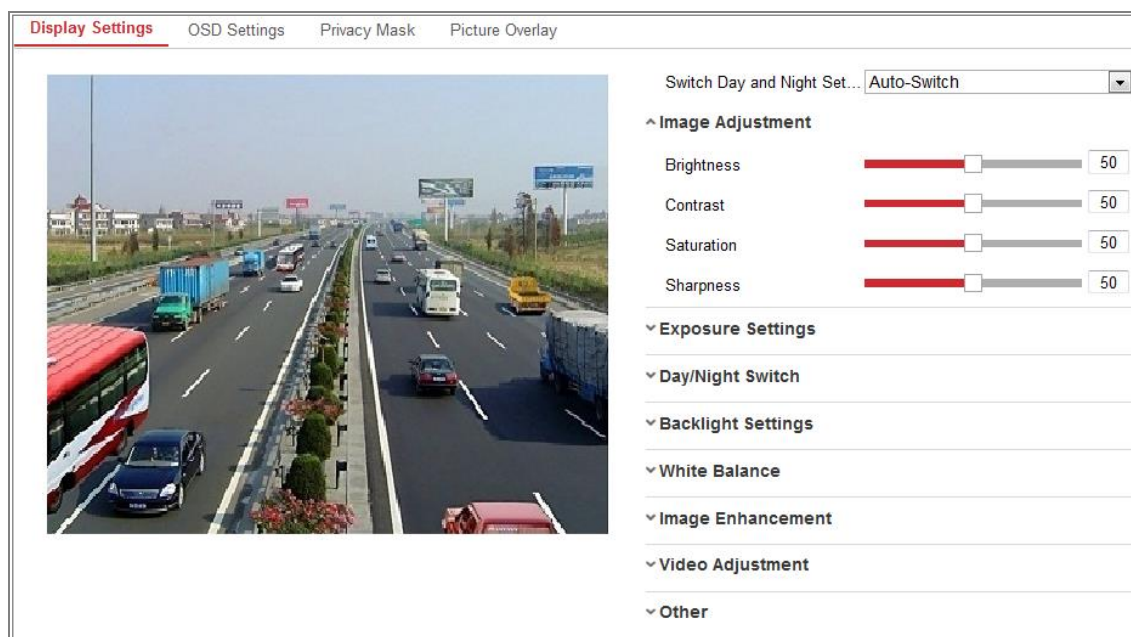 Display Settings
OSD Settings
Privacy Mask
Picture Overlay
Switch Day and Night Set... Auto-Switch
Image Adjustment
Brightness 50
Contrast 50
Saturation 50
Sharpness 50
Exposure Settings
Day/Night Switch
Backlight Settings
White Balance
Image Enhancement
Video Adjustment
Other